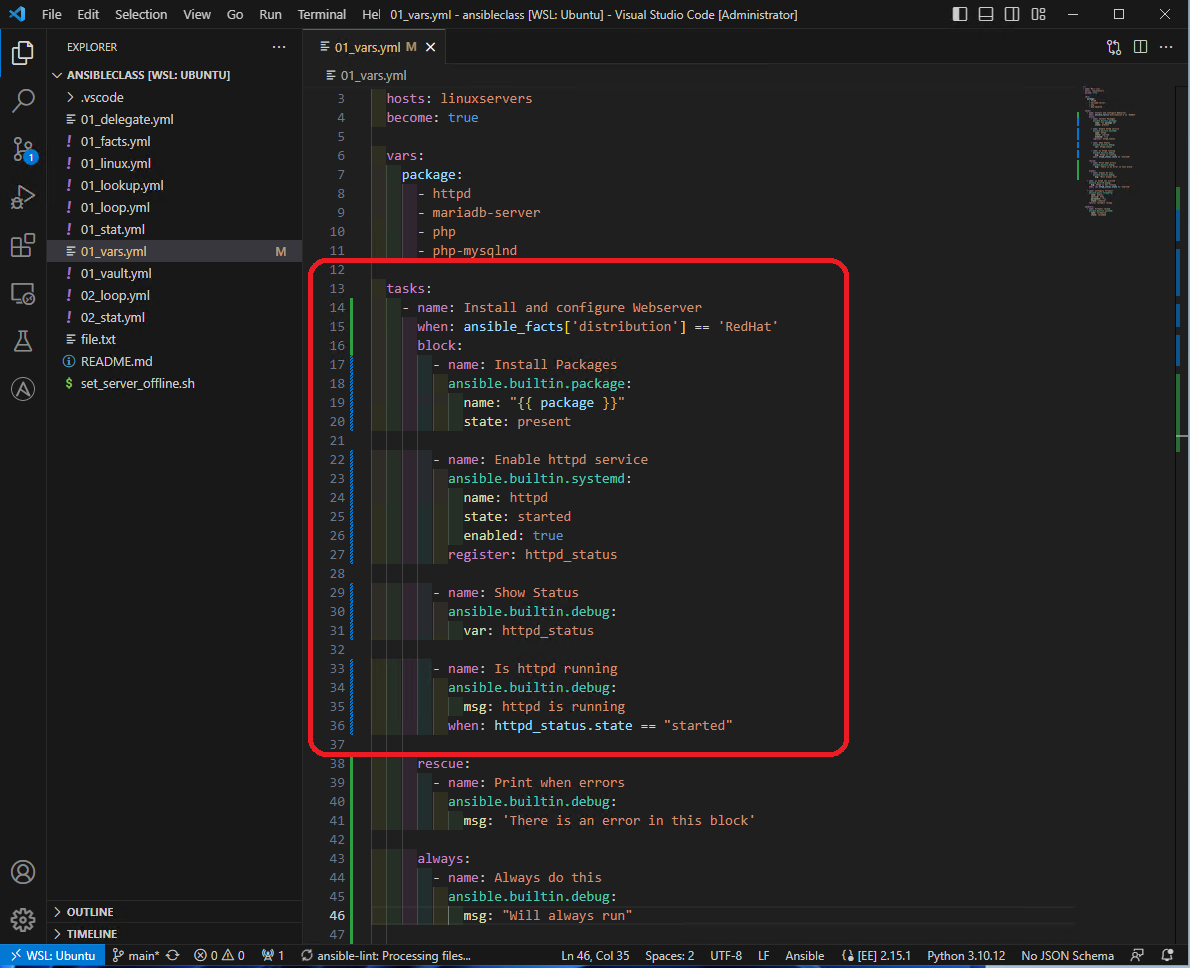 File Edit Selection View Go Run Terminal Hel 01_vars.yml - ansibleclass [WSL: Ubuntu] - Visual Studio Code [Administrator]
EXPLORER
ANSIBLECLASS [WSL: UBUNTU]
.vscode
01_delegate.yml
01_facts.yml
01_linux.yml
01_lookup.yml
01_loop.yml
01_stat.yml
01_vars.yml M
01_vault.yml
02_loop.yml
02_stat.yml
file.txt
README.md
set_server_offline.sh
OUTLINE
TIMELINE
1
01_vars.yml M
01_vars.yml
3 hosts: linuxservers
4 become: true
5
6 vars:
7 package:
8 - httpd
9 - mariadb-server
10 - php
11 - php-mysqlnd
12
13 tasks:
14 - name: Install and configure Webserver
15 when: ansible_facts['distribution'] == 'RedHat'
16 block:
17 - name: Install Packages
18 ansible.builtin.package:
19 name: "{{ package }}"
20 state: present
21
22 - name: Enable httpd service
23 ansible.builtin.systemd:
24 name: httpd
25 state: started
26 enabled: true
27 register: httpd_status
28
29 - name: Show Status
30 ansible.builtin.debug:
31 var: httpd_status
32
33 - name: Is httpd running
34 ansible.builtin.debug:
35 msg: httpd is running
36 when: httpd_status.state == "started"
37
38 rescue:
39 - name: Print when errors
40 ansible.builtin.debug:
41 msg: 'There is an error in this block'
42
43 always:
44 - name: Always do this
45 ansible.builtin.debug:
46 msg: "Will always run"
47
WSL: Ubuntu main* 0 0 1 ansible-lint: Processing files... Ln 46, Col 35 Spaces: 2 UTF-8 LF Ansible [EE] 2.15.1 Python 3.10.12 No JSON Schema